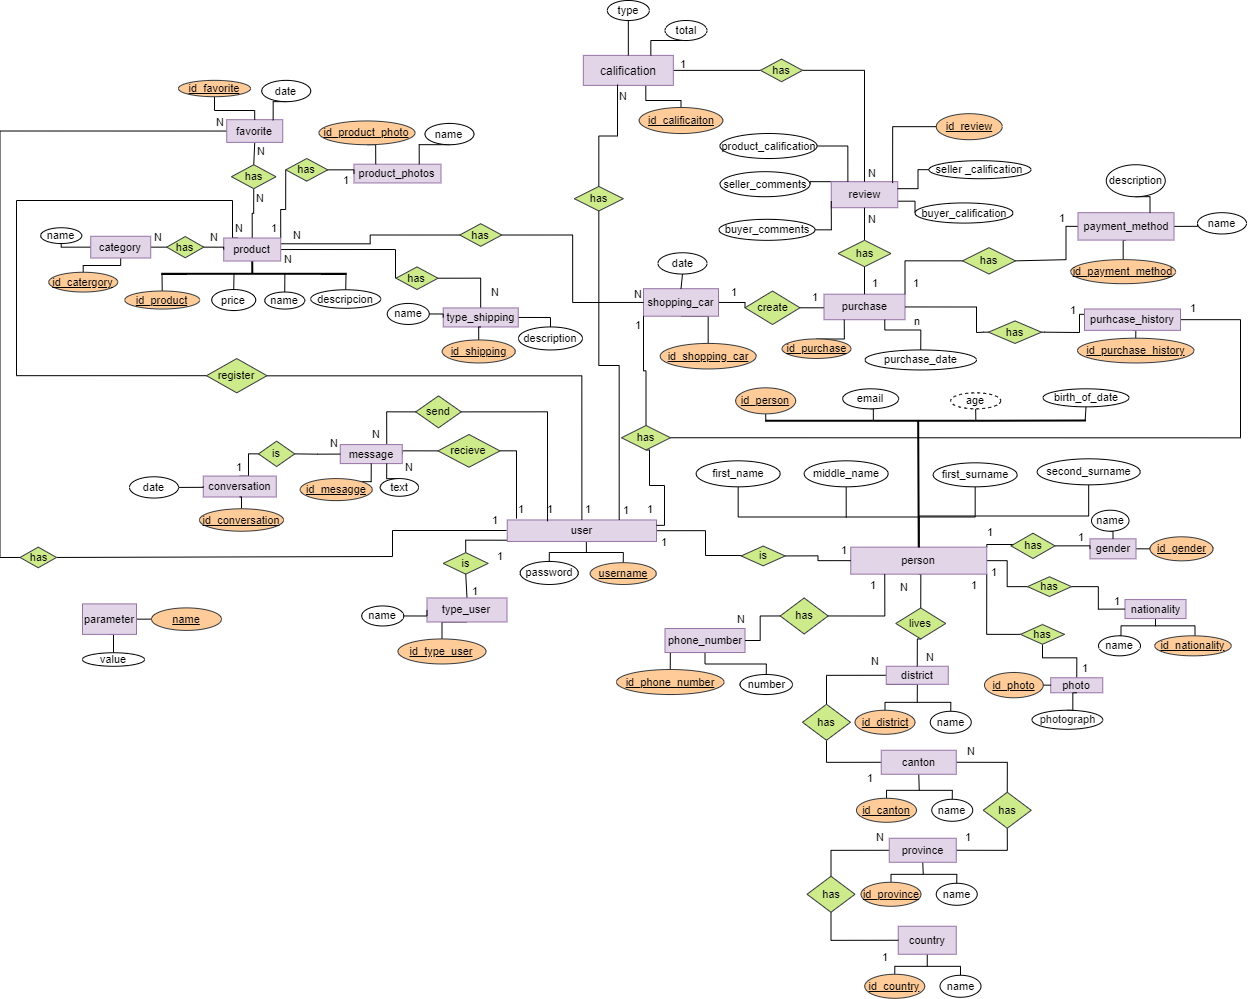 type
total
calification
1
has
N
id_calificaiton
id_favorite
date
N
favorite
N
has
N
id_product_photo
name
has
1
product_photos
1
id_review
product_calification
seller_comments
buyer_comments
N
review
N
seller _calification
buyer_calification
has
has
description
1
payment_method
name
has
id_payment_method
1
name
category
N
has
N
product
N
N
id_catergory
id_product
price
name
descripcion
has
has
N
name
type_shipping
description
id_shipping
date
N
shopping_car
1
create
1
1
purchase
1
id_shopping_car
id_purchase
n
purchase_date
has
1
purhcase_history
1
id_purchase_history
register
send
N
N
message
N
recieve
is
1
conversation
date
id_conversation
id_mesagge
text
has
id_person
email
age
birth_of_date
first_name
middle_name
first_surname
second_surname
1
1
1
1
1
1
user
1
1
has
is
password
username
is
1
person
1
1
N
1
1
has
1
name
gender
id_gender
has
1
nationality
name
id_nationality
has
1
photo
id_photo
photograph
parameter
name
value
name
type_user
1
id_type_user
has
N
phone_number
id_phone_number
number
lives
N
N
district
id_district
name
has
canton
N
1
id_canton
name
has
N
province
1
id_province
name
has
country
1
id_country
name